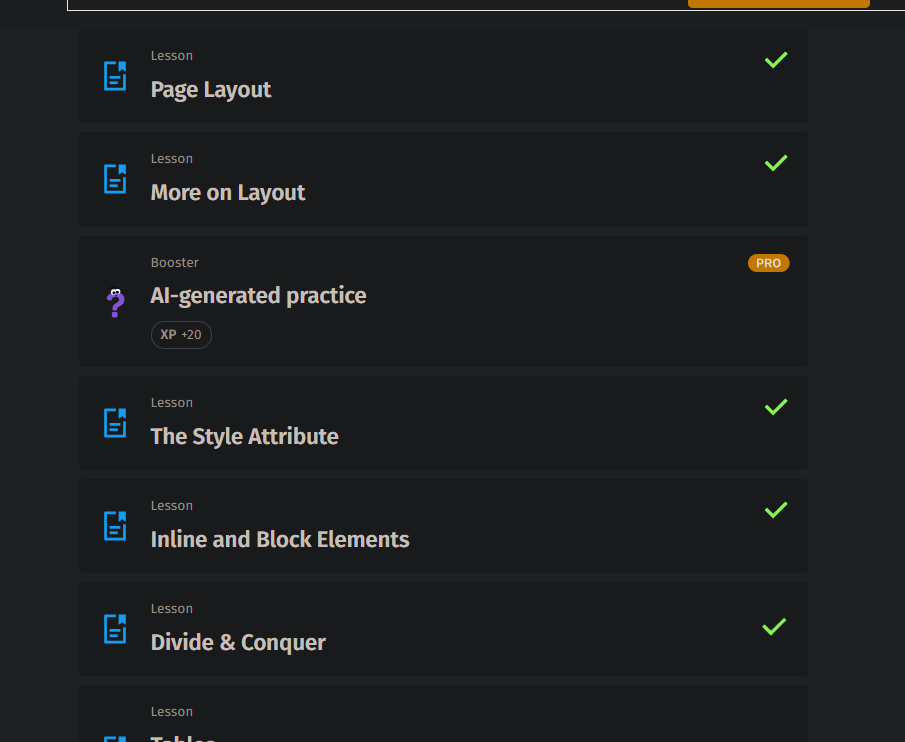 Lesson
Page Layout
Lesson
More on Layout
Booster
PRO
AI-generated practice
XP +20
Lesson
The Style Attribute
Lesson
Inline and Block Elements
Lesson
Divide & Conquer
Lesson
Tables